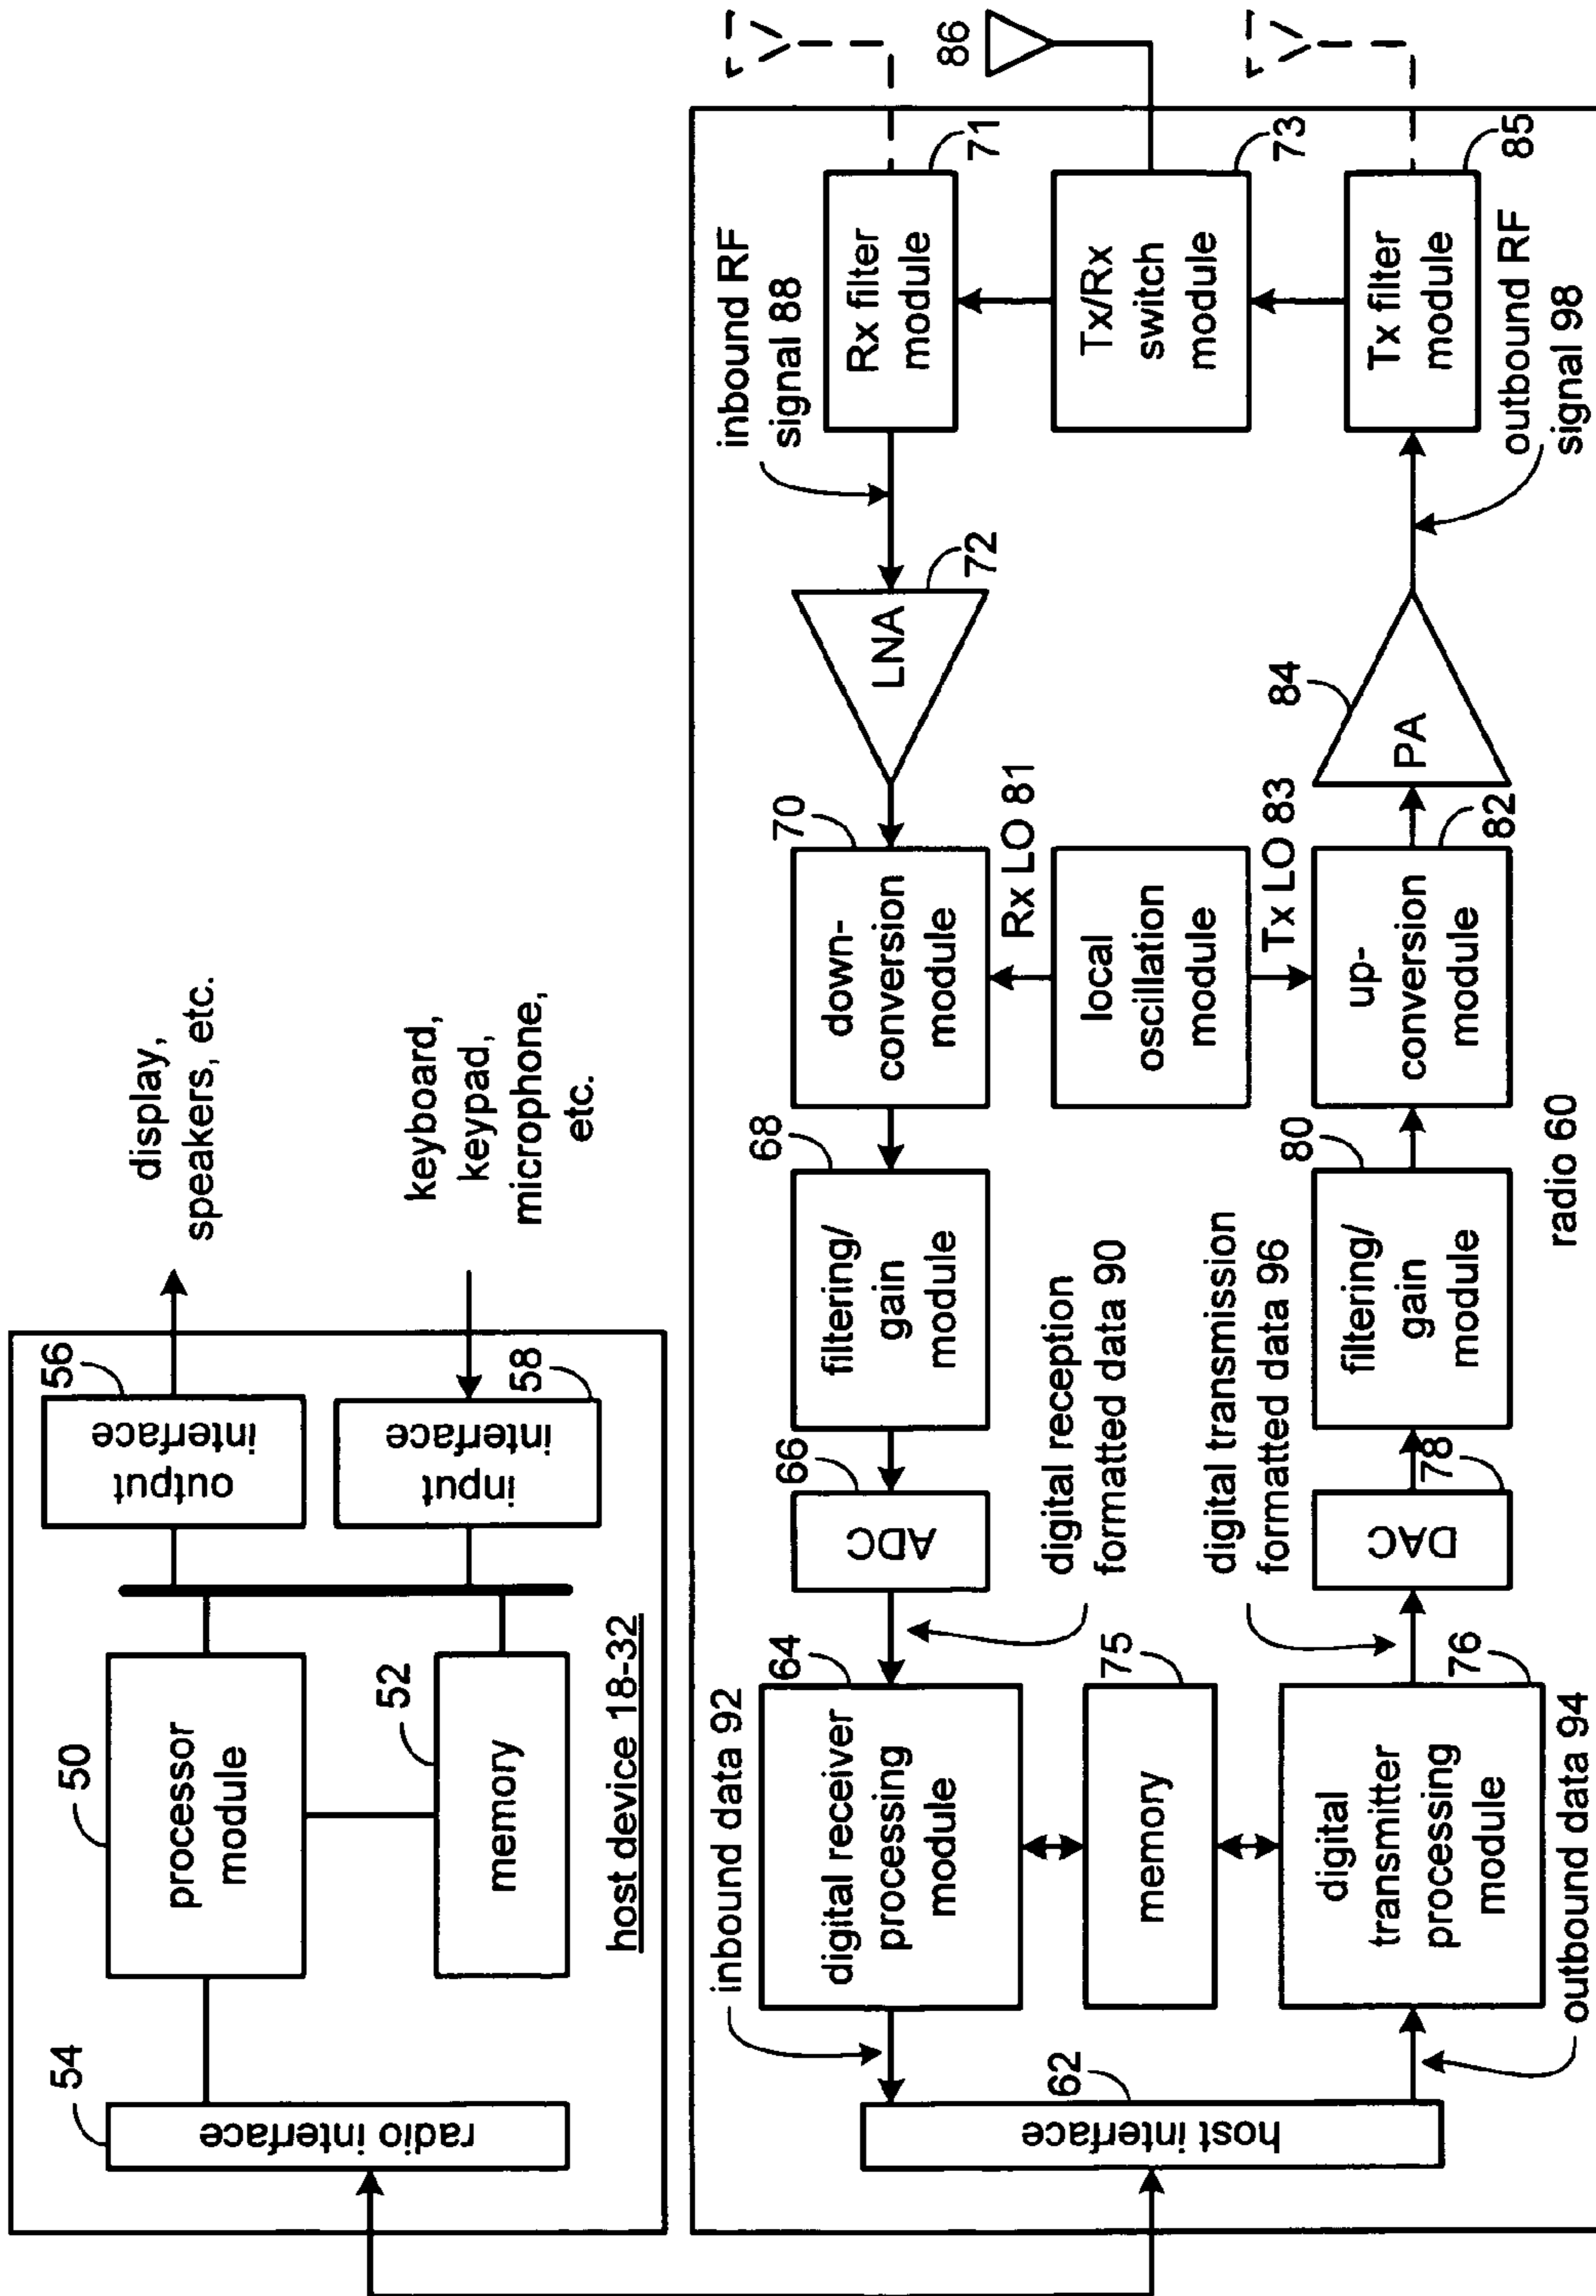 54
radio interface
50
processor
module
52
memory
host device 18-32
56
output
interface
58
input
interface
display,
speakers, etc.
keyboard,
keypad,
microphone,
etc.
62
host interface
inbound data 92
64
digital receiver
processing
module
75
memory
76
digital
transmitter
processing
module
outbound data 94
66
ADC
digital reception
formatted data 90
digital transmission
formatted data 96
78
DAC
68
filtering/
gain
module
80
filtering/
gain
module
radio 60
70
down-
conversion
module
Rx LO 81
local
oscillation
module
Tx LO 83
82
up-
conversion
module
72
LNA
84
PA
inbound RF
signal 88
71
Rx filter
module
86
73
Tx/Rx
switch
module
85
Tx filter
module
outbound RF
signal 98